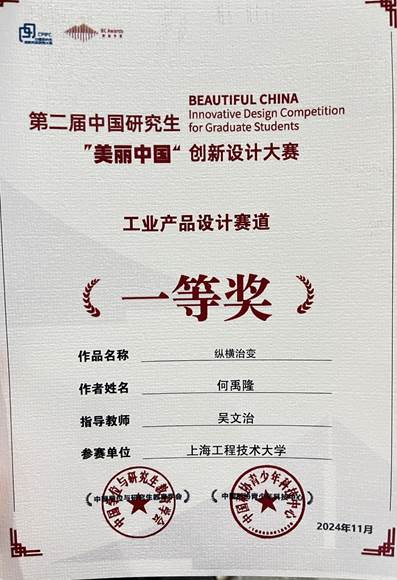 CPIPC
BC Awards
第二届中国研究生
BEAUTIFUL CHINA
Innovative Design Competition
for Graduate Students
"美丽中国"创新设计大赛
工业产品设计赛道
一等奖
作品名称 纵横治变
作者姓名 何禹隆
指导教师 吴文治
参赛单位 上海工程技术大学
2024年11月